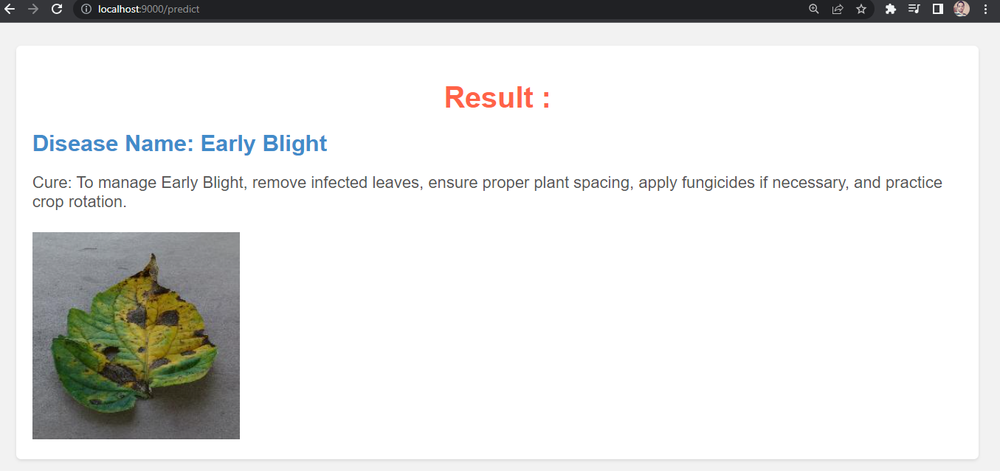 localhost:9000/predict
Result :
Disease Name: Early Blight
Cure: To manage Early Blight, remove infected leaves, ensure proper plant spacing, apply fungicides if necessary, and practice
crop rotation.